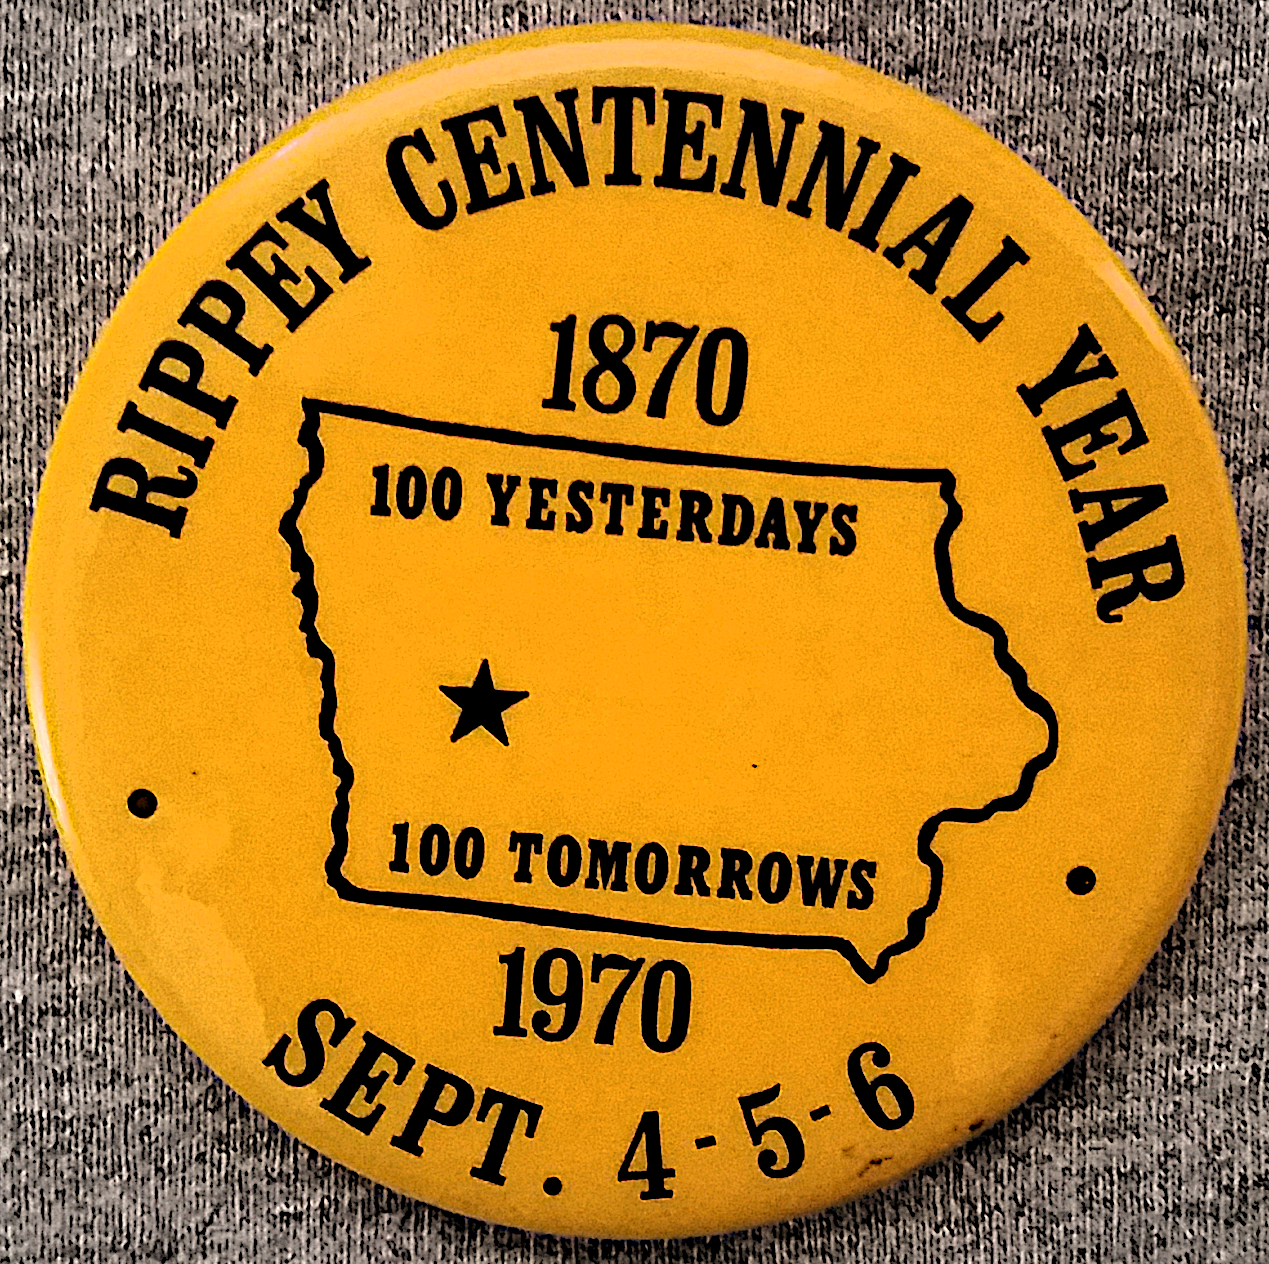 RIPPEY CENTENNIAL YEAR
1870
100 YESTERDAYS
100 TOMORROWS
1970
SEPT. 4-5-6